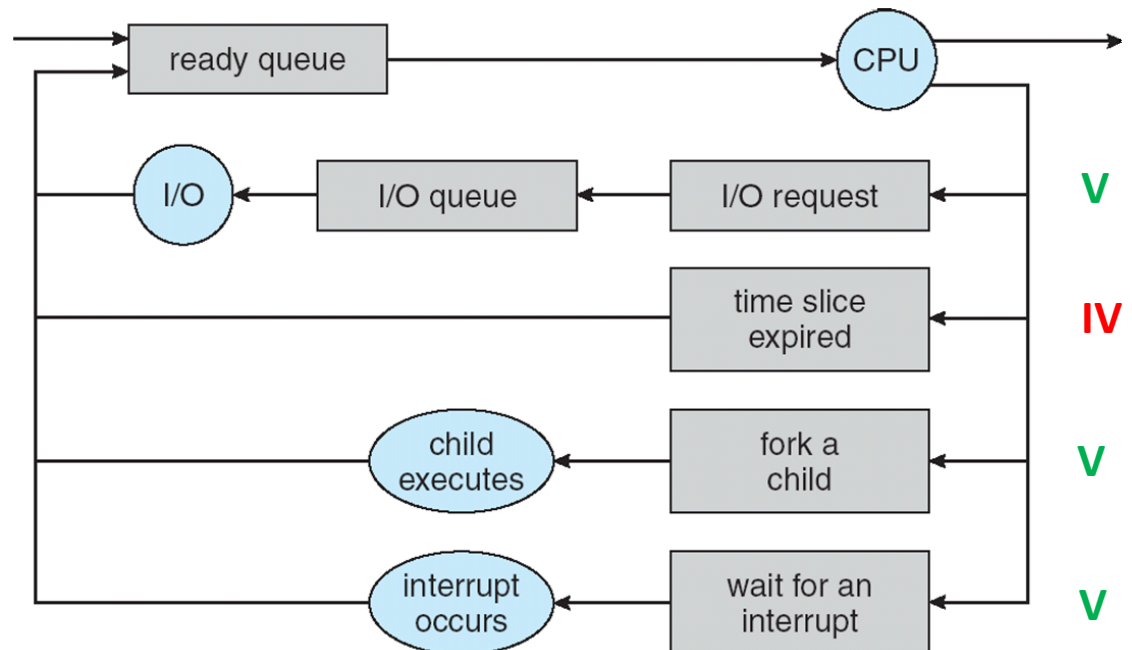 ready queue
CPU
I/O
I/O queue
I/O request
V
time slice
expired
IV
child
executes
fork a
child
V
interrupt
occurs
wait for an
interrupt
V